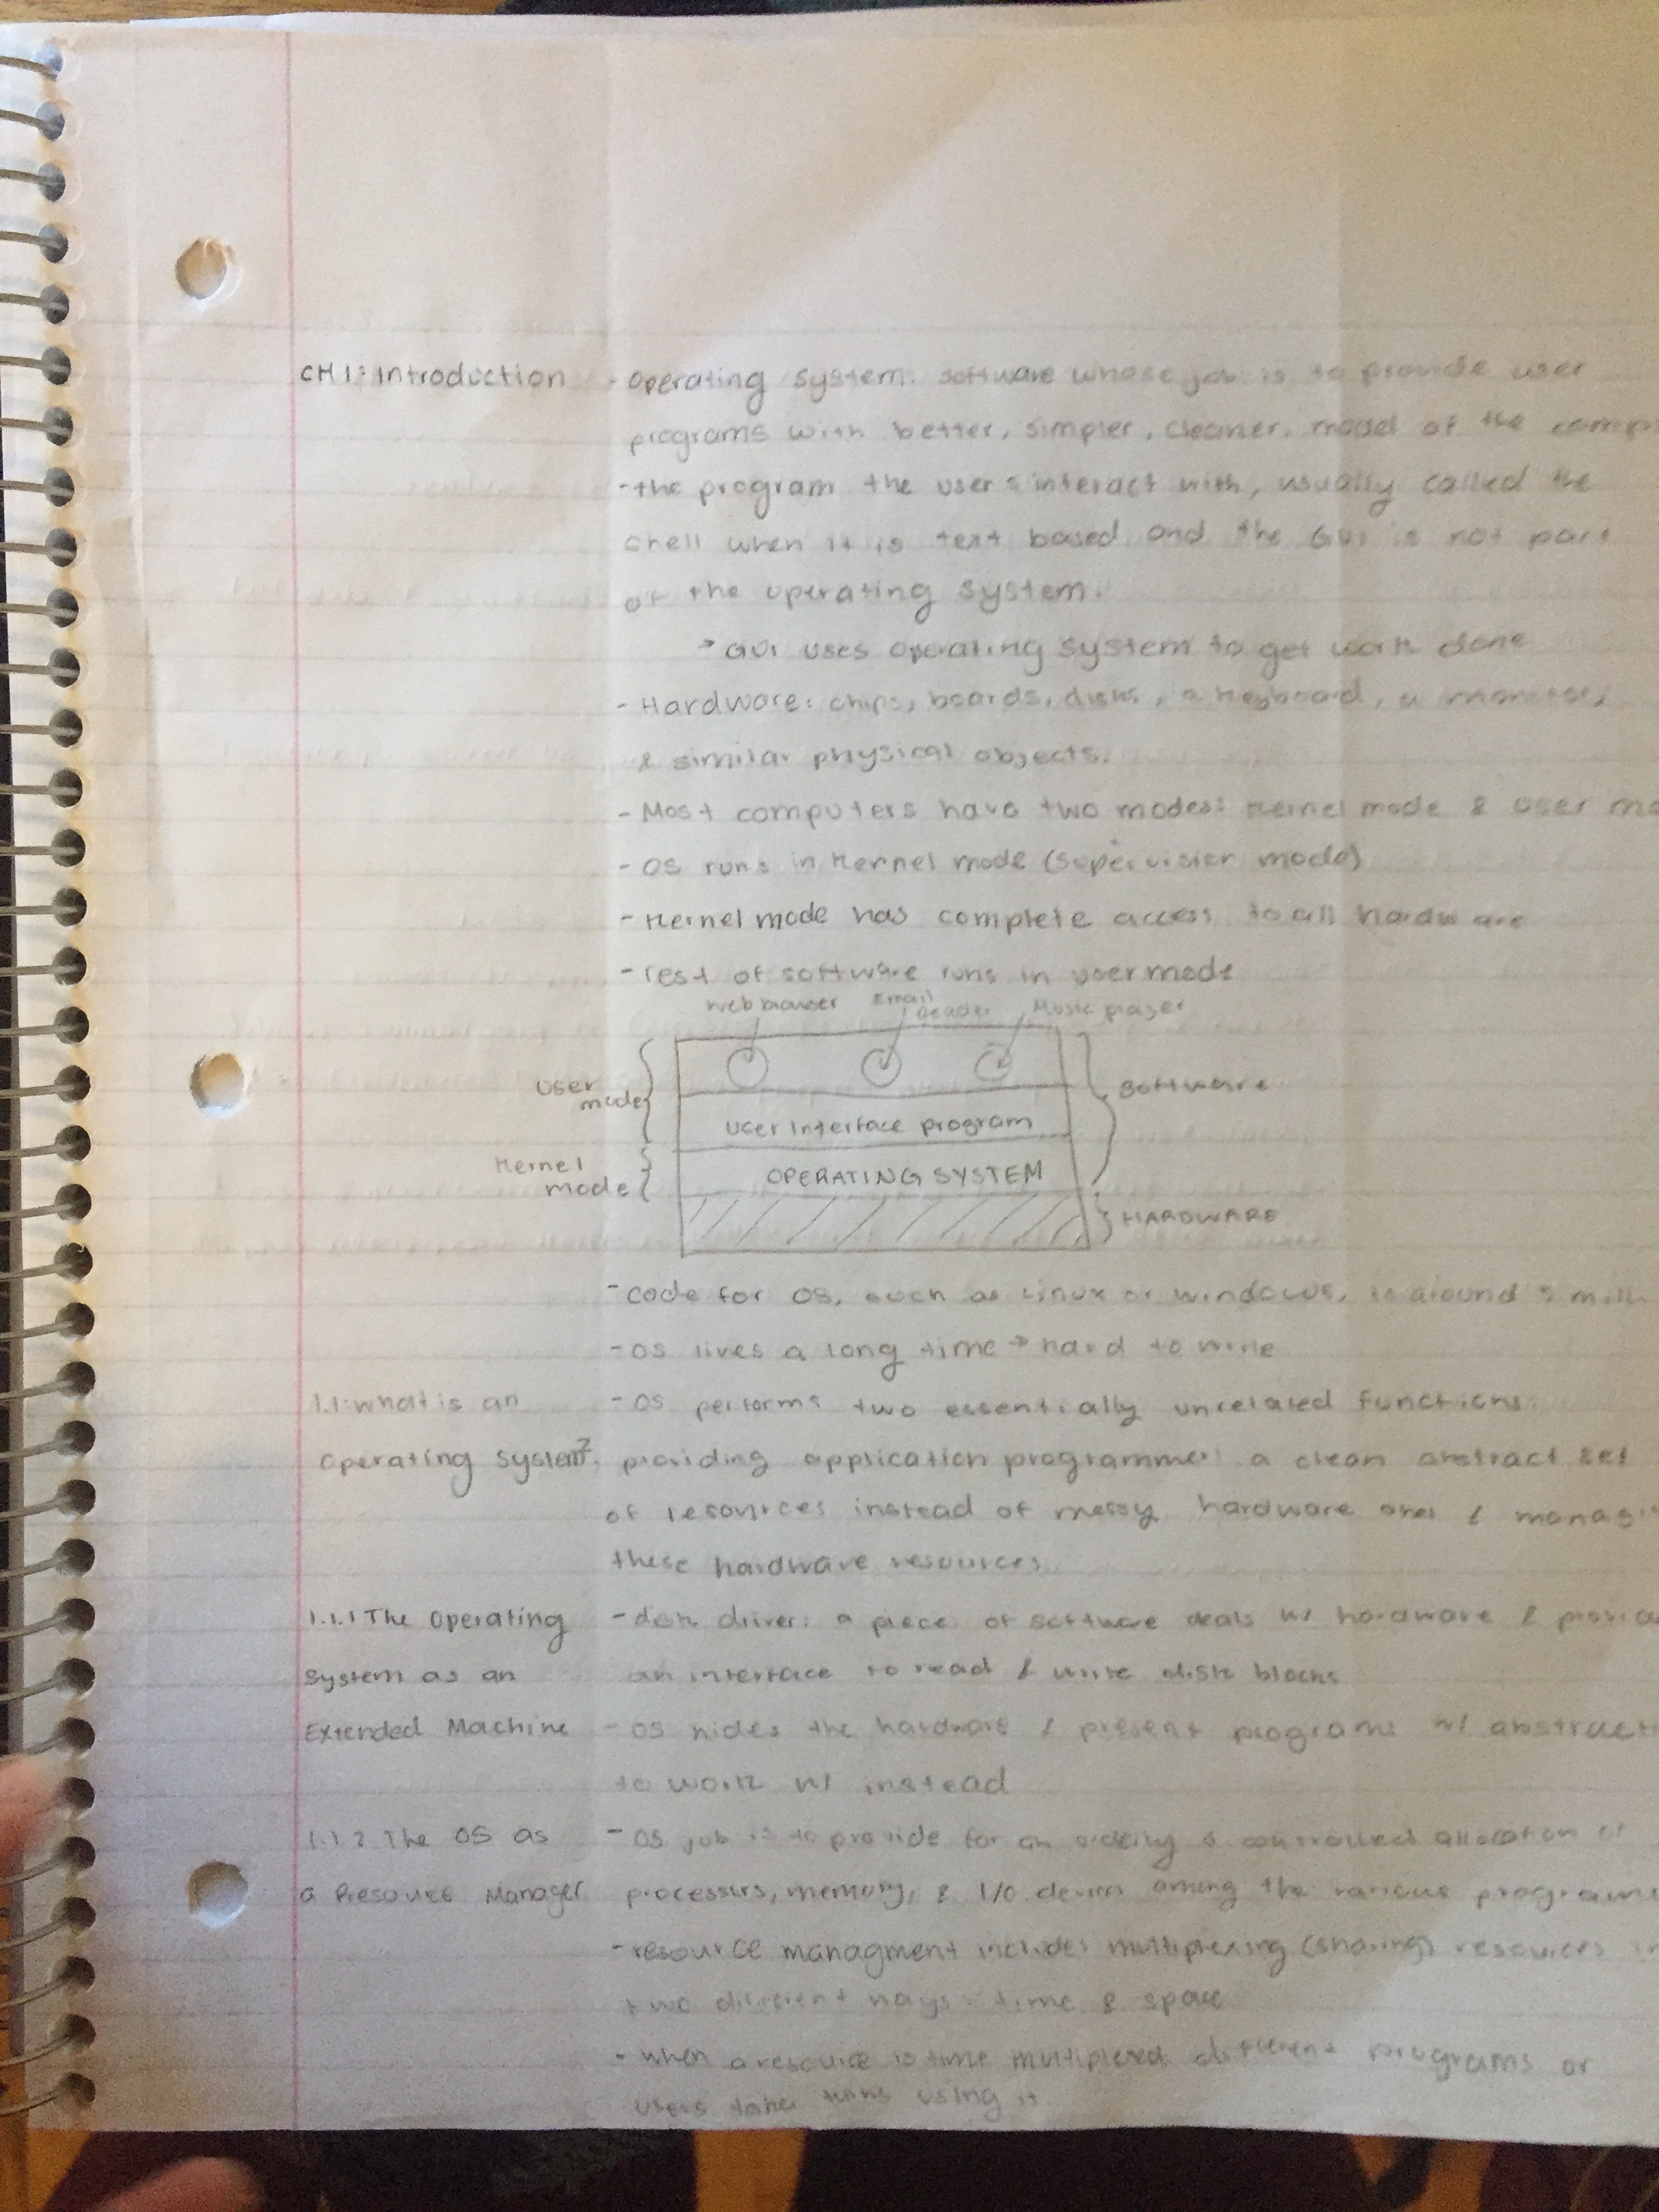 CH 1: Introduction - Operating system: software whose job is to provide user
programs with better, simpler, cleaner, model of the comp
- the program the users interact with, usually called the
shell when it is text based and the GUI is not part
of the operating system.
→ GUI uses operating system to get work done
- Hardware: chips, boards, disks, a keyboard, a monitor,
& similar physical objects.
- Most computers have two modes: kernel mode & user mo
- OS runs in kernel mode (supervision mode)
- Kernel mode has complete access to all hardware
- rest of software runs in user mode
Web browser Email Reader Music player
User mode
Software
User Interface program
Kernel mode
OPERATING SYSTEM
HARDWARE
- code for OS, such as Linux or windows, is around 5 mill
- OS lives a long time → hard to write
1.1: What is an - OS performs two essentially unrelated functions:
Operating System? providing application programmers a clean abstract set
of resources instead of messy hardware ones & managi
these hardware resources.
1.1.1 The Operating - disk driver: a piece of software deals w/ hardware & provid
System as an an interface to read & write disk blocks
Extended Machine - OS hides the hardware & present programs w/ abstract
to work w/ instead
1.1.2 The OS as - OS job is to provide for an orderly & controlled allocation of
a Resource Manager processors, memory, & I/O devices among the various programs
- resource managment includes multiplexing (sharing) resources in
two different ways: time & space
- when a resource is time multiplexed different programs or
users take turns using it